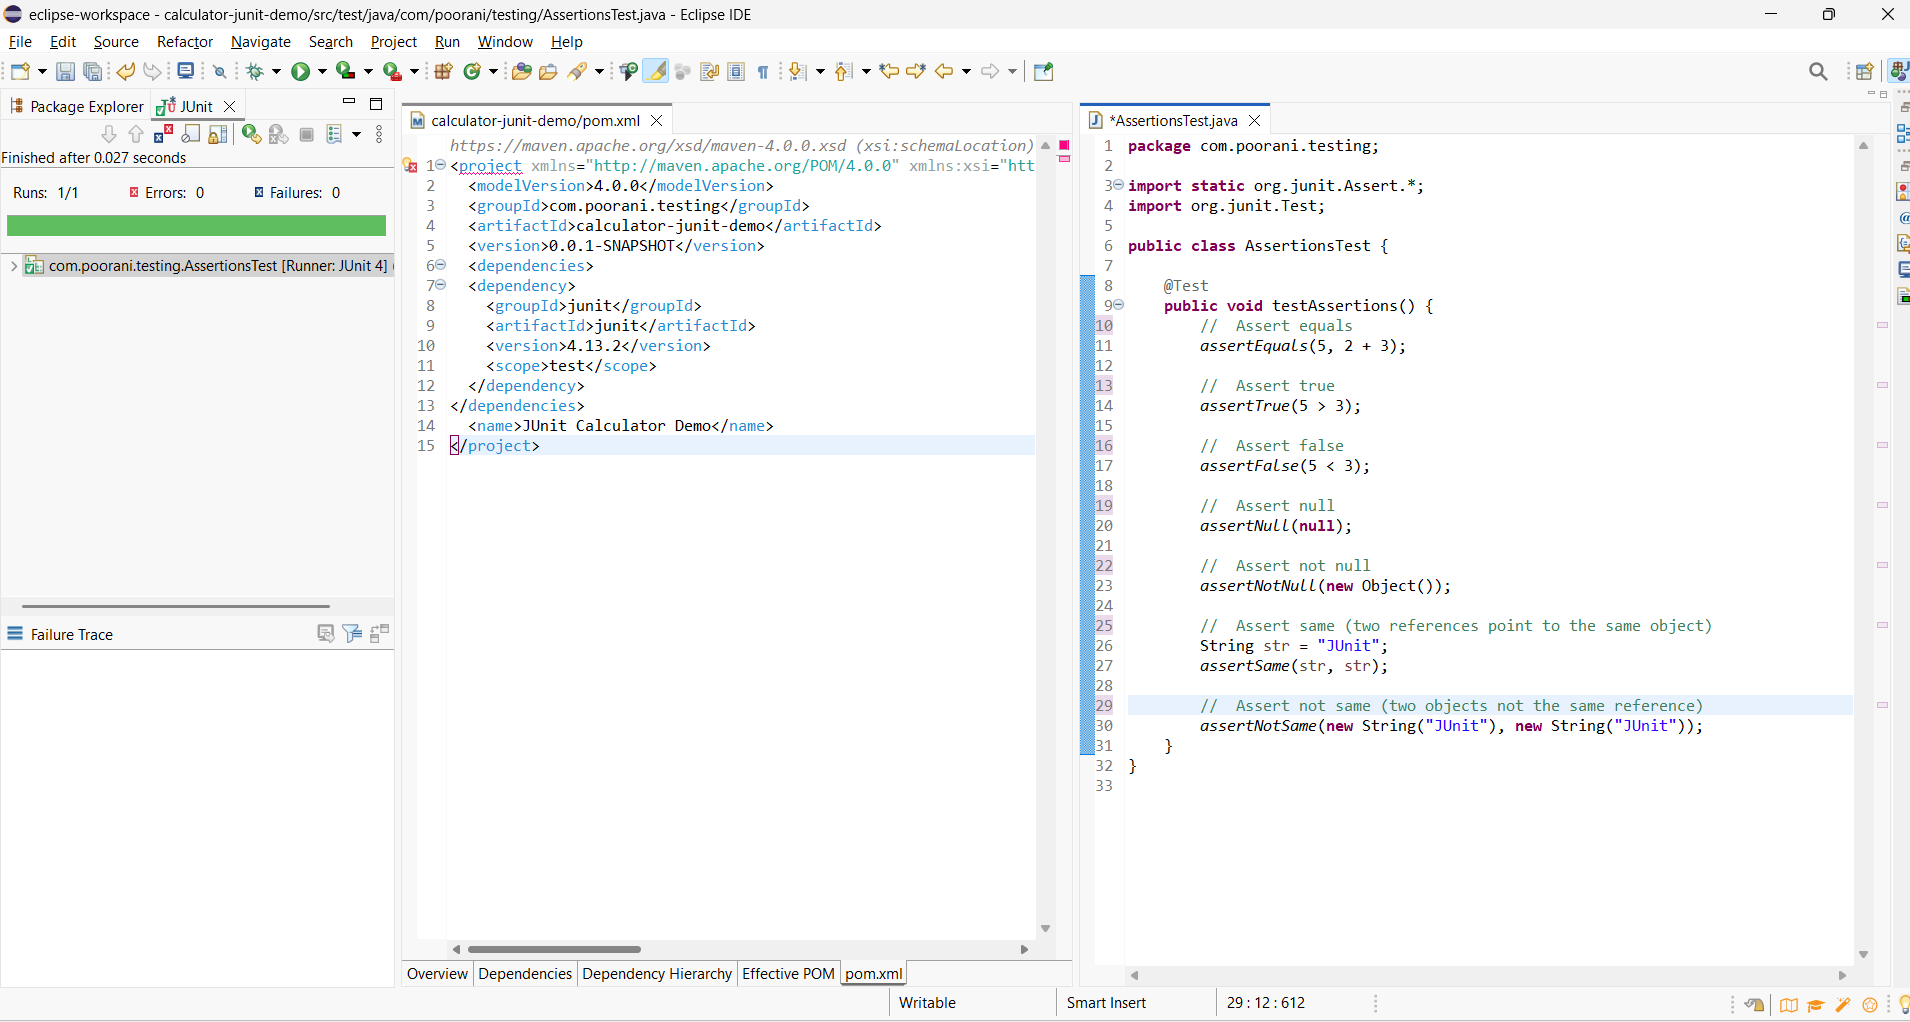 eclipse-workspace - calculator-junit-demo/src/test/java/com/poorani/testing/AssertionsTest.java - Eclipse IDE
File Edit Source Refactor Navigate Search Project Run Window Help
Package Explorer JUnit
Finished after 0.027 seconds
Runs: 1/1 Errors: 0 Failures: 0
com.poorani.testing.AssertionsTest [Runner: JUnit 4]
Failure Trace
calculator-junit-demo/pom.xml
https://maven.apache.org/xsd/maven-4.0.0.xsd (xsi:schemaLocation)
1 <project xmlns="http://maven.apache.org/POM/4.0.0" xmlns:xsi="htt
2 <modelVersion>4.0.0</modelVersion>
3 <groupId>com.poorani.testing</groupId>
4 <artifactId>calculator-junit-demo</artifactId>
5 <version>0.0.1-SNAPSHOT</version>
6 <dependencies>
7 <dependency>
8 <groupId>junit</groupId>
9 <artifactId>junit</artifactId>
10 <version>4.13.2</version>
11 <scope>test</scope>
12 </dependency>
13 </dependencies>
14 <name>JUnit Calculator Demo</name>
15 </project>
Overview Dependencies Dependency Hierarchy Effective POM pom.xml
*AssertionsTest.java
1 package com.poorani.testing;
2
3 import static org.junit.Assert.*;
4 import org.junit.Test;
5
6 public class AssertionsTest {
7
8 @Test
9 public void testAssertions() {
10 // Assert equals
11 assertEquals(5, 2 + 3);
12
13 // Assert true
14 assertTrue(5 > 3);
15
16 // Assert false
17 assertFalse(5 < 3);
18
19 // Assert null
20 assertNull(null);
21
22 // Assert not null
23 assertNotNull(new Object());
24
25 // Assert same (two references point to the same object)
26 String str = "JUnit";
27 assertSame(str, str);
28
29 // Assert not same (two objects not the same reference)
30 assertNotSame(new String("JUnit"), new String("JUnit"));
31 }
32 }
33
Writable Smart Insert 29 : 12 : 612